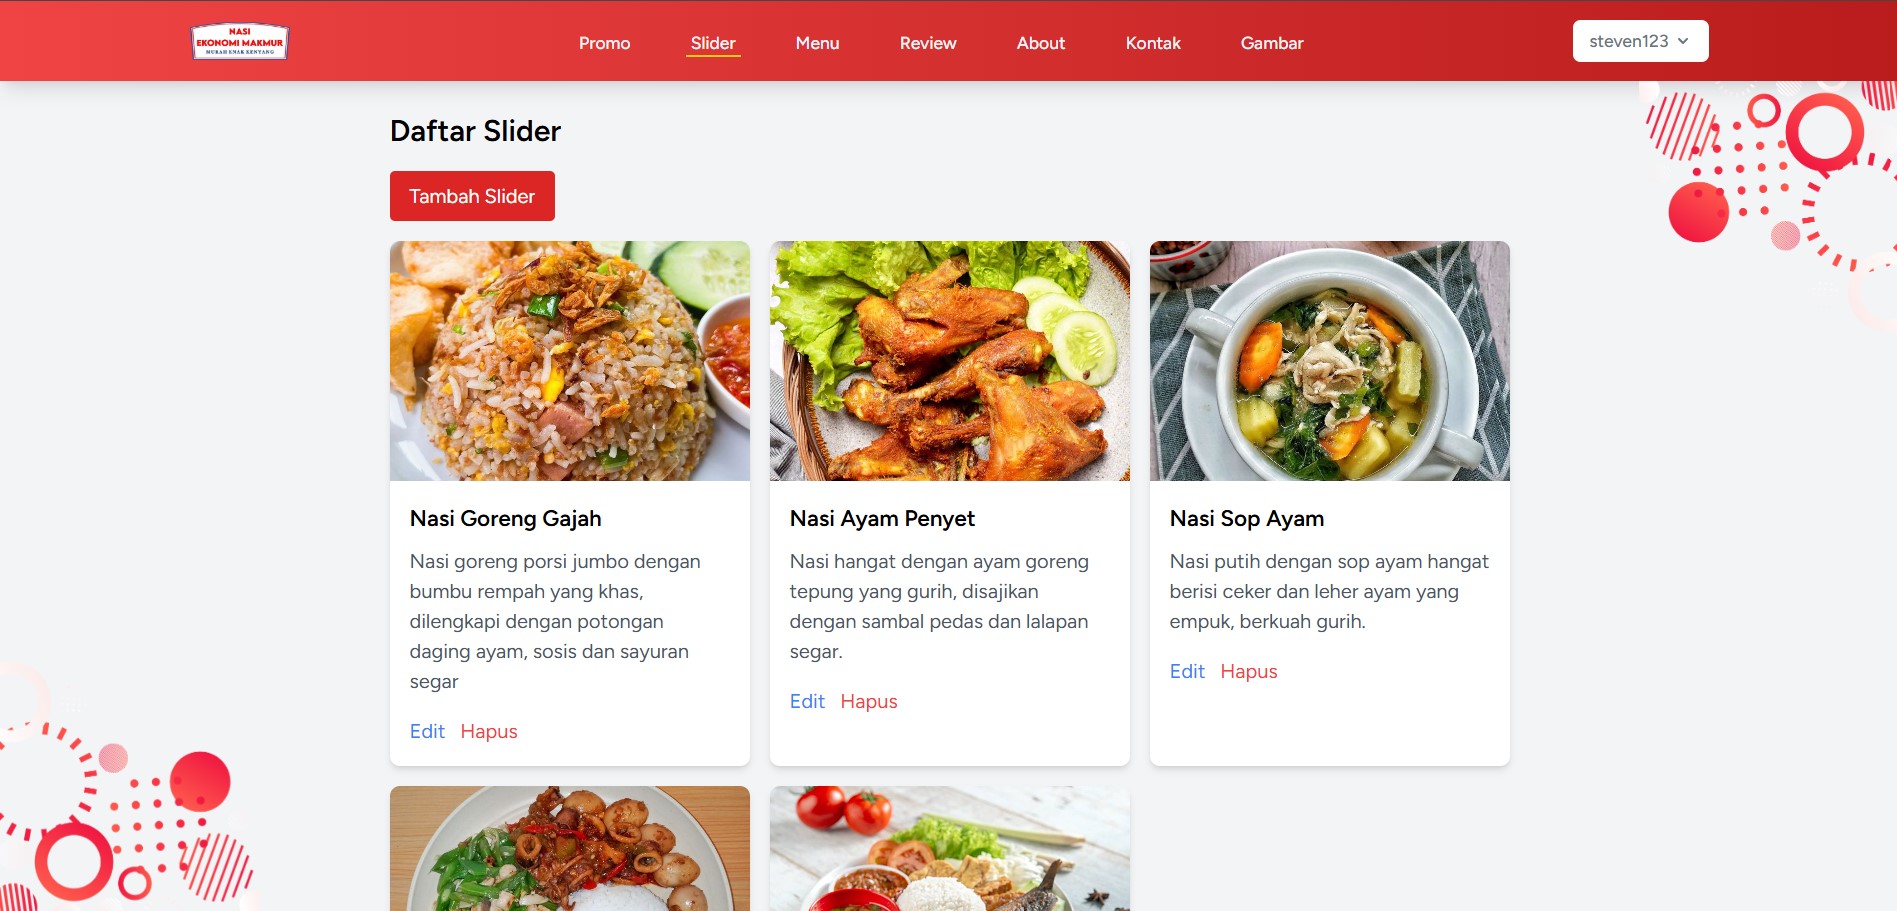 NASI
EKONOMI MAKMUR
MURAH ENAK KENYANG
Promo
Slider
Menu
Review
About
Kontak
Gambar
steven123
Daftar Slider
Tambah Slider
Nasi Goreng Gajah
Nasi goreng porsi jumbo dengan
bumbu rempah yang khas,
dilengkapi dengan potongan
daging ayam, sosis dan sayuran
segar
Edit Hapus
Nasi Ayam Penyet
Nasi hangat dengan ayam goreng
tepung yang gurih, disajikan
dengan sambal pedas dan lalapan
segar.
Edit Hapus
Nasi Sop Ayam
Nasi putih dengan sop ayam hangat
berisi ceker dan leher ayam yang
empuk, berkuah gurih.
Edit Hapus